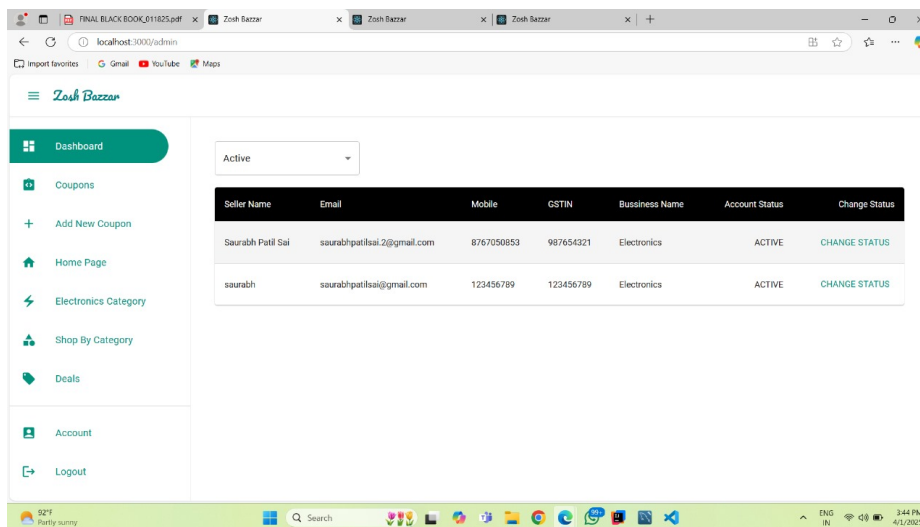 FINAL BLACK BOOK_011825.pdf
Zosh Bazzar
Zosh Bazzar
Zosh Bazzar
localhost:3000/admin
Import favorites
Gmail
YouTube
Maps
Zosh Bazzar
Dashboard
Coupons
Add New Coupon
Home Page
Electronics Category
Shop By Category
Deals
Account
Logout
Active
Seller Name Email Mobile GSTIN Bussiness Name Account Status Change Status
Saurabh Patil Sai saurabhpatilsai.2@gmail.com 8767050853 987654321 Electronics ACTIVE CHANGE STATUS
saurabh saurabhpatilsai@gmail.com 123456789 123456789 Electronics ACTIVE CHANGE STATUS
92°F
Partly sunny
Search
99+
ENG
IN
3:44 PM